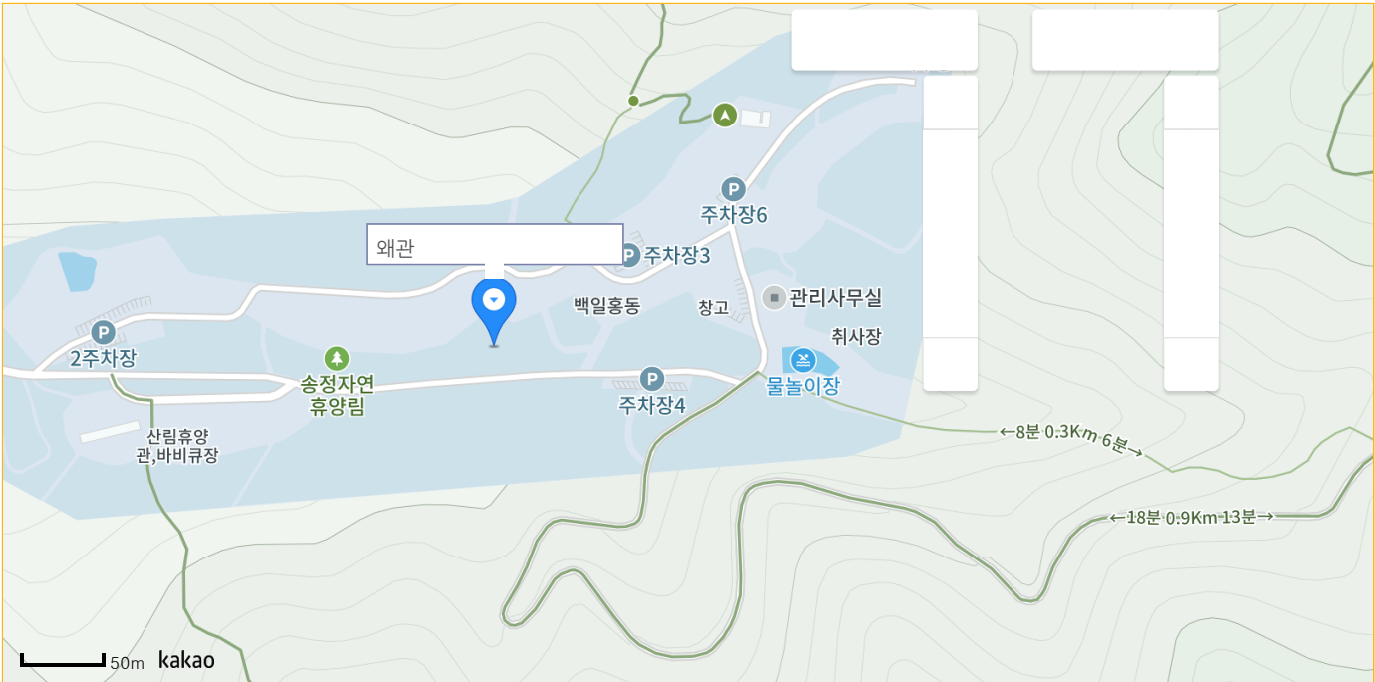 주차장6
왜관
주차장3
백일홍동
창고
관리사무실
취사장
2주차장
송정자연
휴양림
주차장4
물놀이장
산림휴양
관,바비큐장
←8분 0.3Km 6분→
←18분 0.9Km 13분→
50m kakao